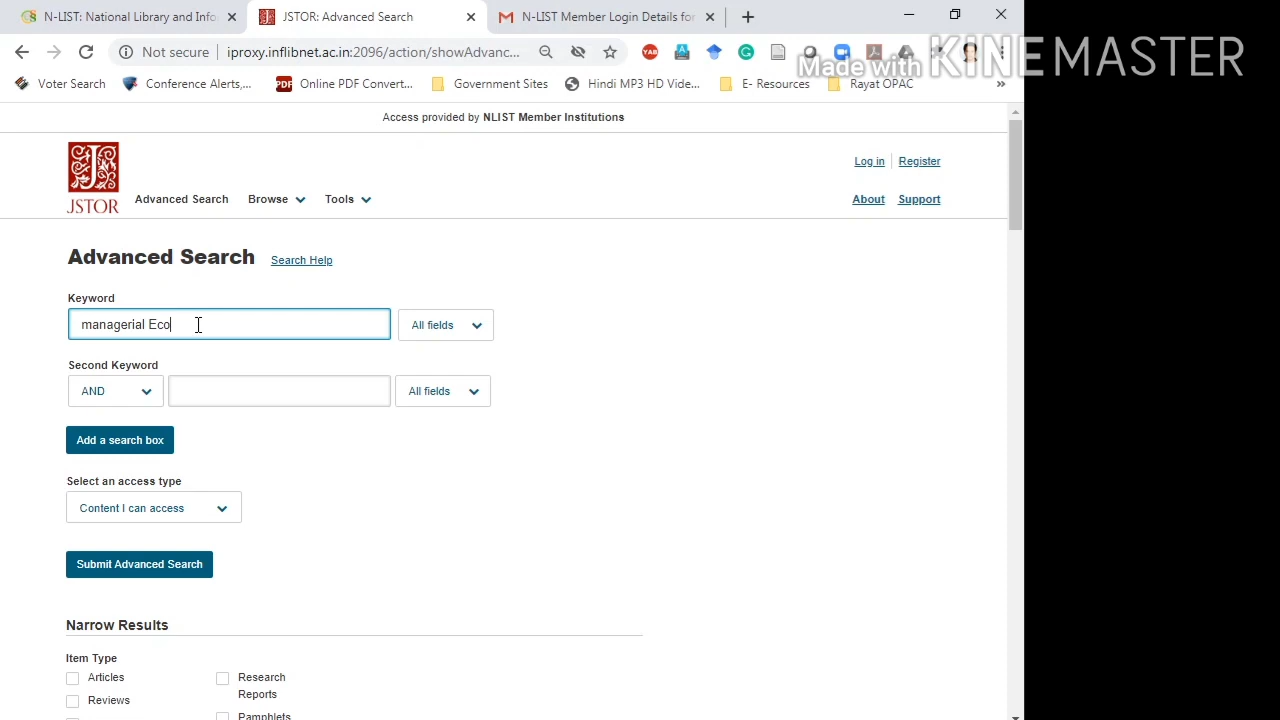 N-LIST: National Library and Info
JSTOR: Advanced Search
N-LIST Member Login Details for
Not secure
iproxy.inflibnet.ac.in:2096/action/showAdvanc...
Made with KINEMASTER
Voter Search
Conference Alerts,...
Online PDF Convert...
Government Sites
Hindi MP3 HD Vide...
E- Resources
Rayat OPAC
Access provided by NLIST Member Institutions
Log in
Register
JSTOR
Advanced Search
Browse
Tools
About
Support
Advanced Search
Search Help
Keyword
managerial Eco
All fields
Second Keyword
AND
All fields
Add a search box
Select an access type
Content I can access
Submit Advanced Search
Narrow Results
Item Type
Articles
Research
Reports
Reviews
Pamphlets